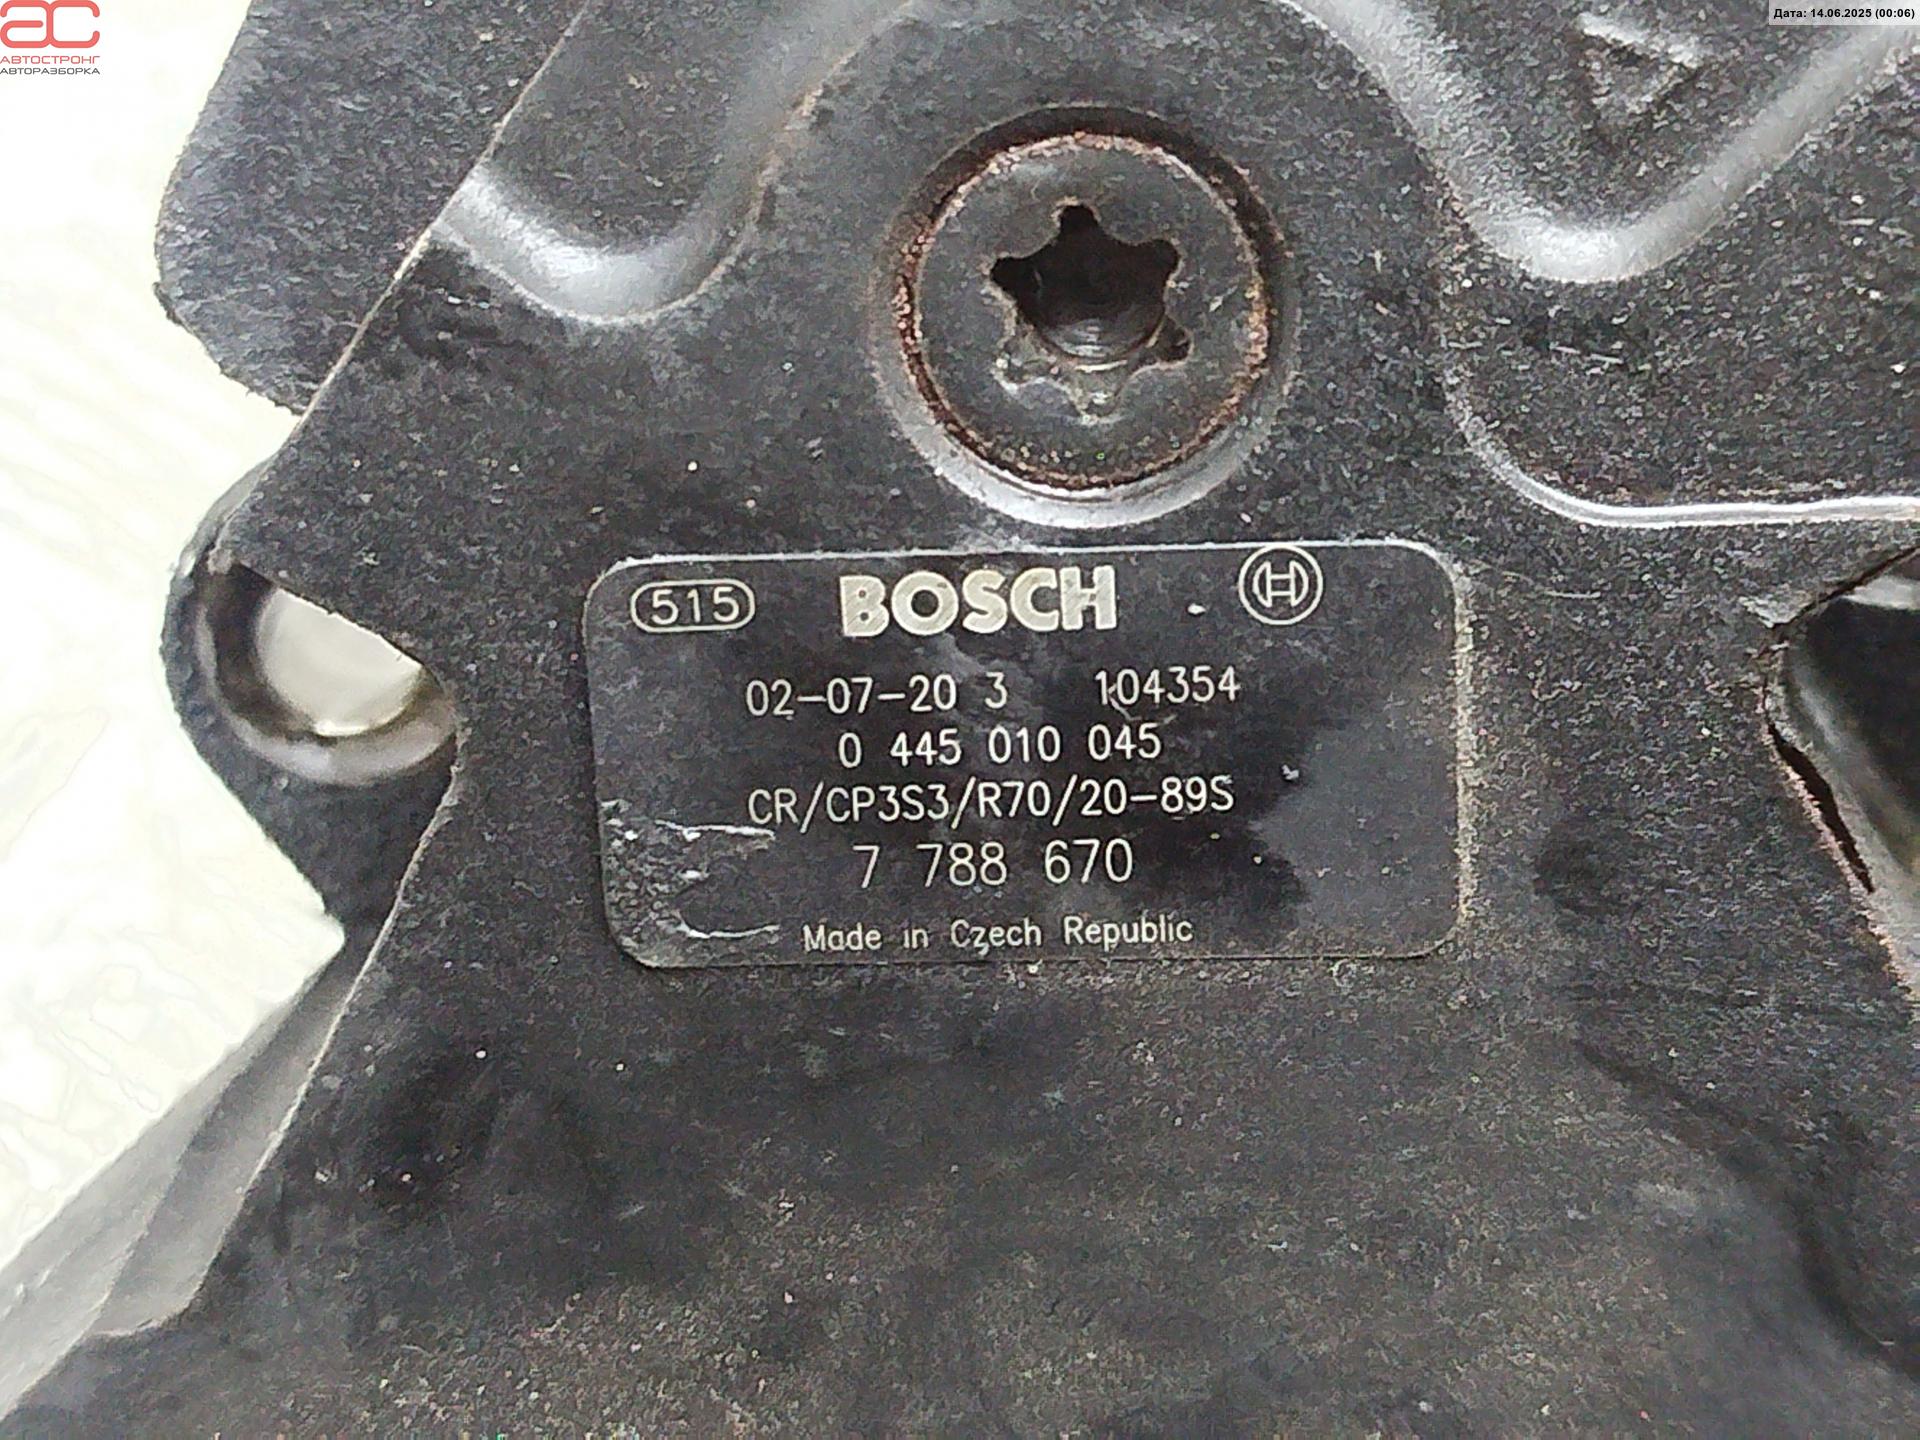 ac
АВТОСТРОНГ
АВТОРАЗБОРКА
Дата: 14.06.2025 (00:06)
515 BOSCH
02-07-20 3 104354
0 445 010 045
CR/CP3S3/R70/20-89S
7 788 670
Made in Czech Republic